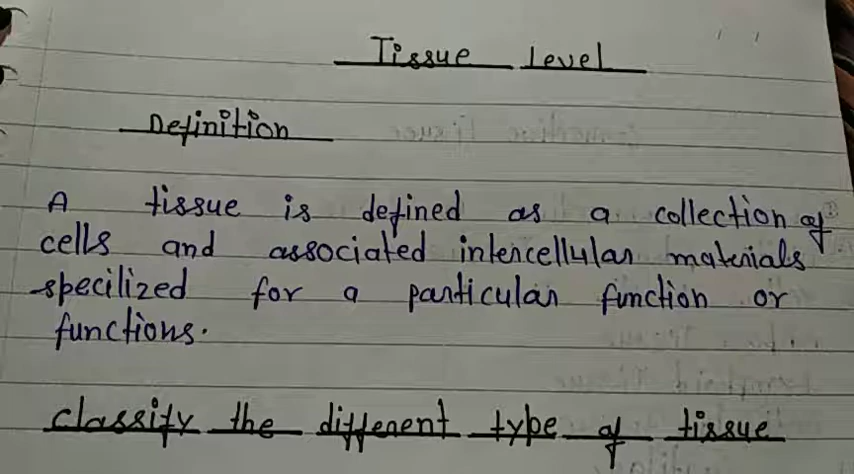 Tissue Level
Definition
A tissue is defined as a collection of
cells and associated intercellular materials
specilized for a particular function or
functions.
classify the different type of tissue